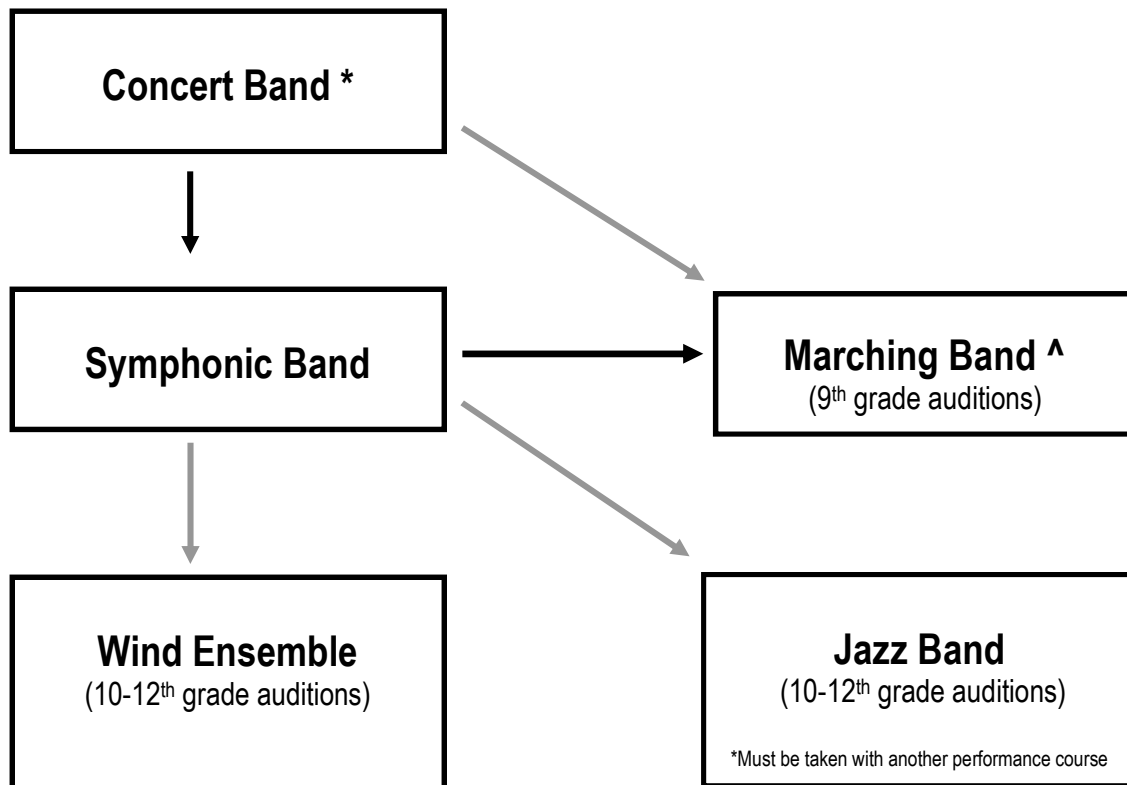 Concert Band *
Symphonic Band
Marching Band ^
(9th grade auditions)
Wind Ensemble
(10-12th grade auditions)
Jazz Band
(10-12th grade auditions)
*Must be taken with another performance course